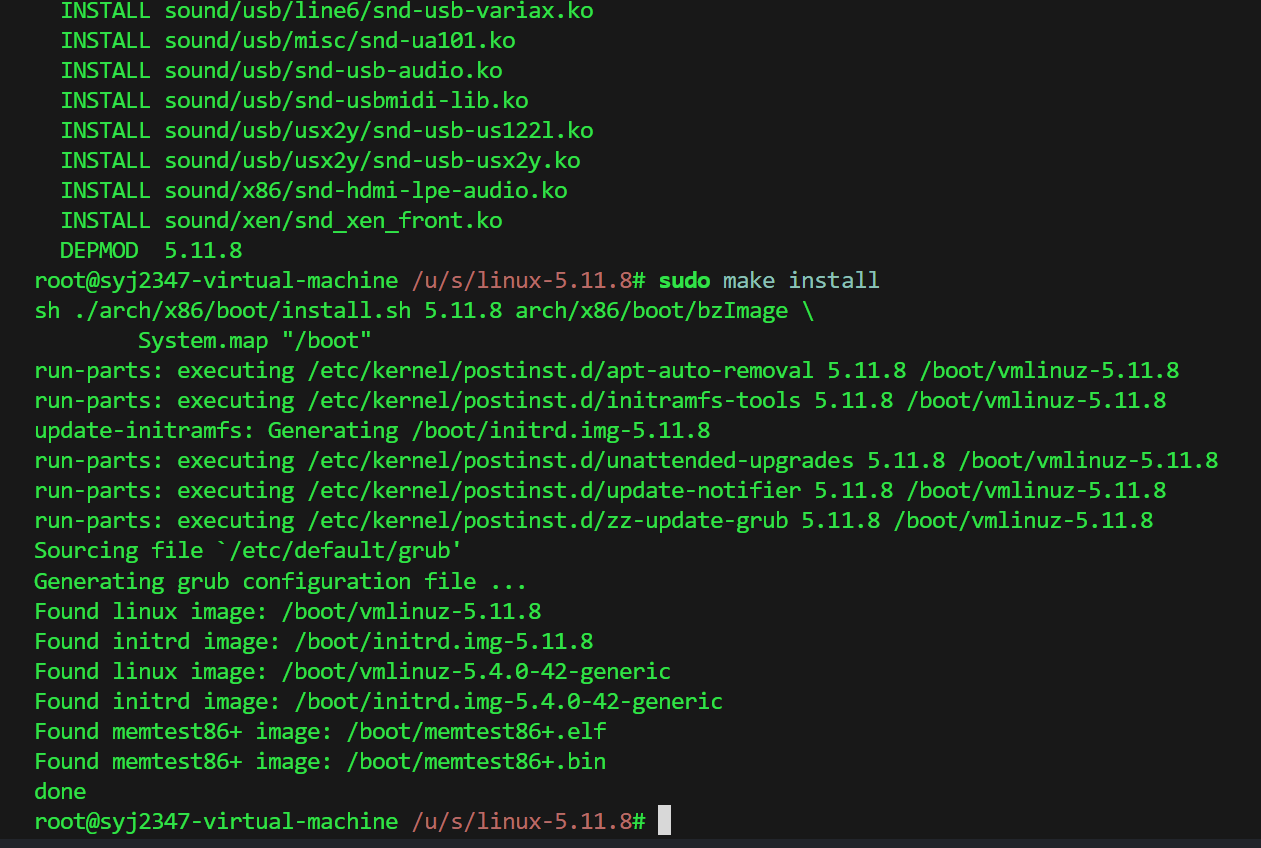 INSTALL sound/usb/line6/snd-usb-variax.ko
INSTALL sound/usb/misc/snd-ua101.ko
INSTALL sound/usb/snd-usb-audio.ko
INSTALL sound/usb/snd-usbmidi-lib.ko
INSTALL sound/usb/usx2y/snd-usb-us122l.ko
INSTALL sound/usb/usx2y/snd-usb-usx2y.ko
INSTALL sound/x86/snd-hdmi-lpe-audio.ko
INSTALL sound/xen/snd_xen_front.ko
DEPMOD  5.11.8
root@syj2347-virtual-machine /u/s/linux-5.11.8# sudo make install
sh ./arch/x86/boot/install.sh 5.11.8 arch/x86/boot/bzImage \
System.map "/boot"
run-parts: executing /etc/kernel/postinst.d/apt-auto-removal 5.11.8 /boot/vmlinuz-5.11.8
run-parts: executing /etc/kernel/postinst.d/initramfs-tools 5.11.8 /boot/vmlinuz-5.11.8
update-initramfs: Generating /boot/initrd.img-5.11.8
run-parts: executing /etc/kernel/postinst.d/unattended-upgrades 5.11.8 /boot/vmlinuz-5.11.8
run-parts: executing /etc/kernel/postinst.d/update-notifier 5.11.8 /boot/vmlinuz-5.11.8
run-parts: executing /etc/kernel/postinst.d/zz-update-grub 5.11.8 /boot/vmlinuz-5.11.8
Sourcing file `/etc/default/grub'
Generating grub configuration file ...
Found linux image: /boot/vmlinuz-5.11.8
Found initrd image: /boot/initrd.img-5.11.8
Found linux image: /boot/vmlinuz-5.4.0-42-generic
Found initrd image: /boot/initrd.img-5.4.0-42-generic
Found memtest86+ image: /boot/memtest86+.elf
Found memtest86+ image: /boot/memtest86+.bin
done
root@syj2347-virtual-machine /u/s/linux-5.11.8#